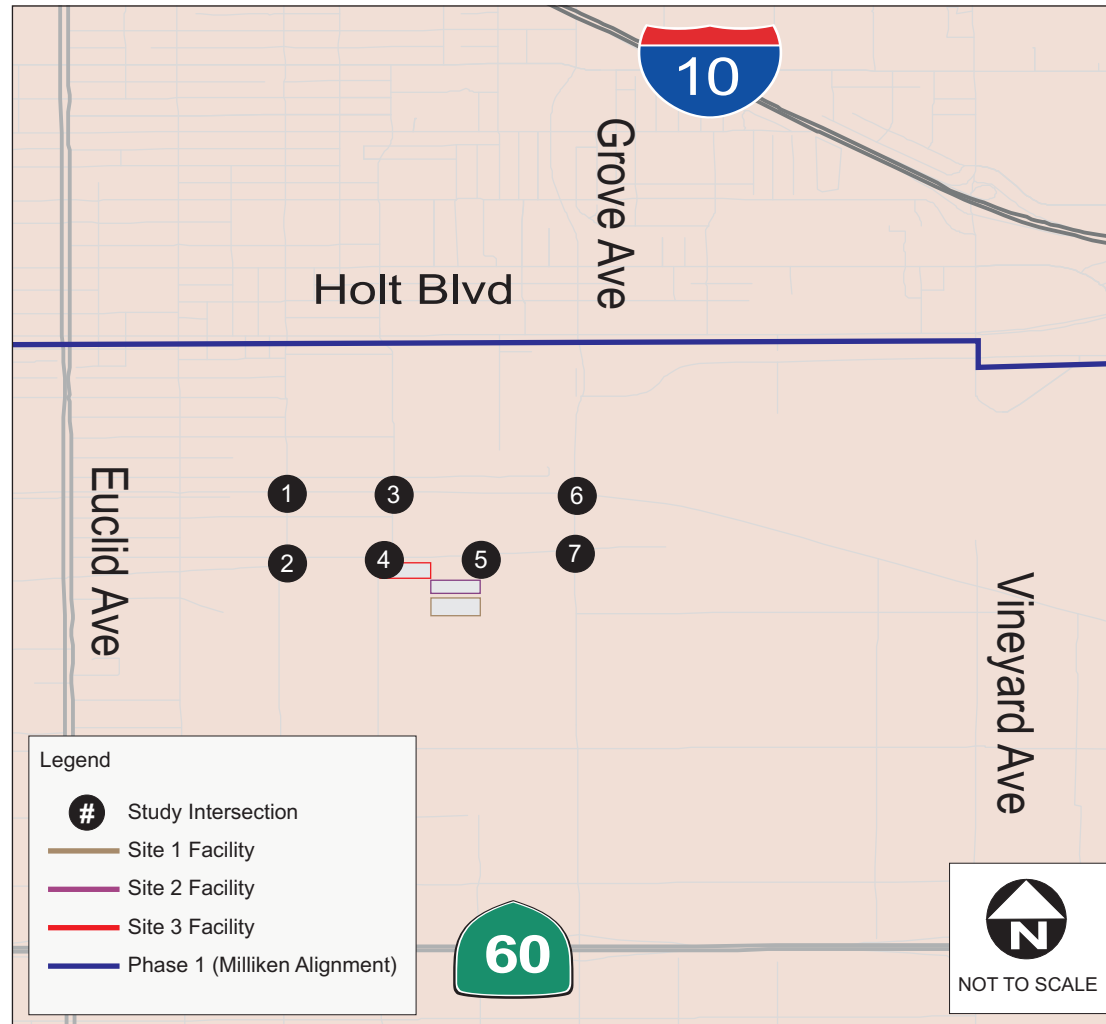 10
Grove Ave
Holt Blvd
Euclid Ave
1
3
6
2
4
5
7
Vineyard Ave
Legend
# Study Intersection
Site 1 Facility
Site 2 Facility
Site 3 Facility
Phase 1 (Milliken Alignment)
60
N
NOT TO SCALE